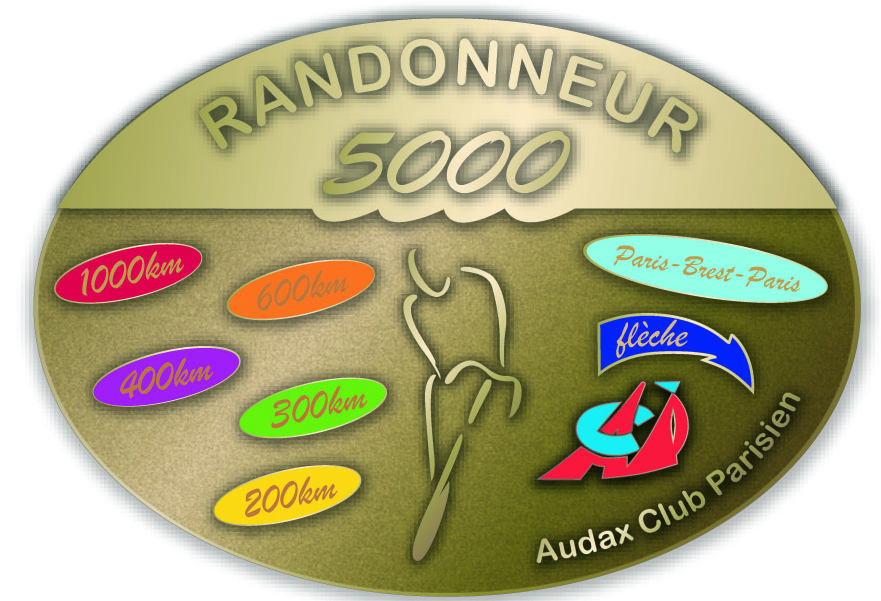 RANDONNEUR
5000
1000km
600km
400km
300km
200km
Paris-Brest-Paris
flèche
Audax Club Parisien